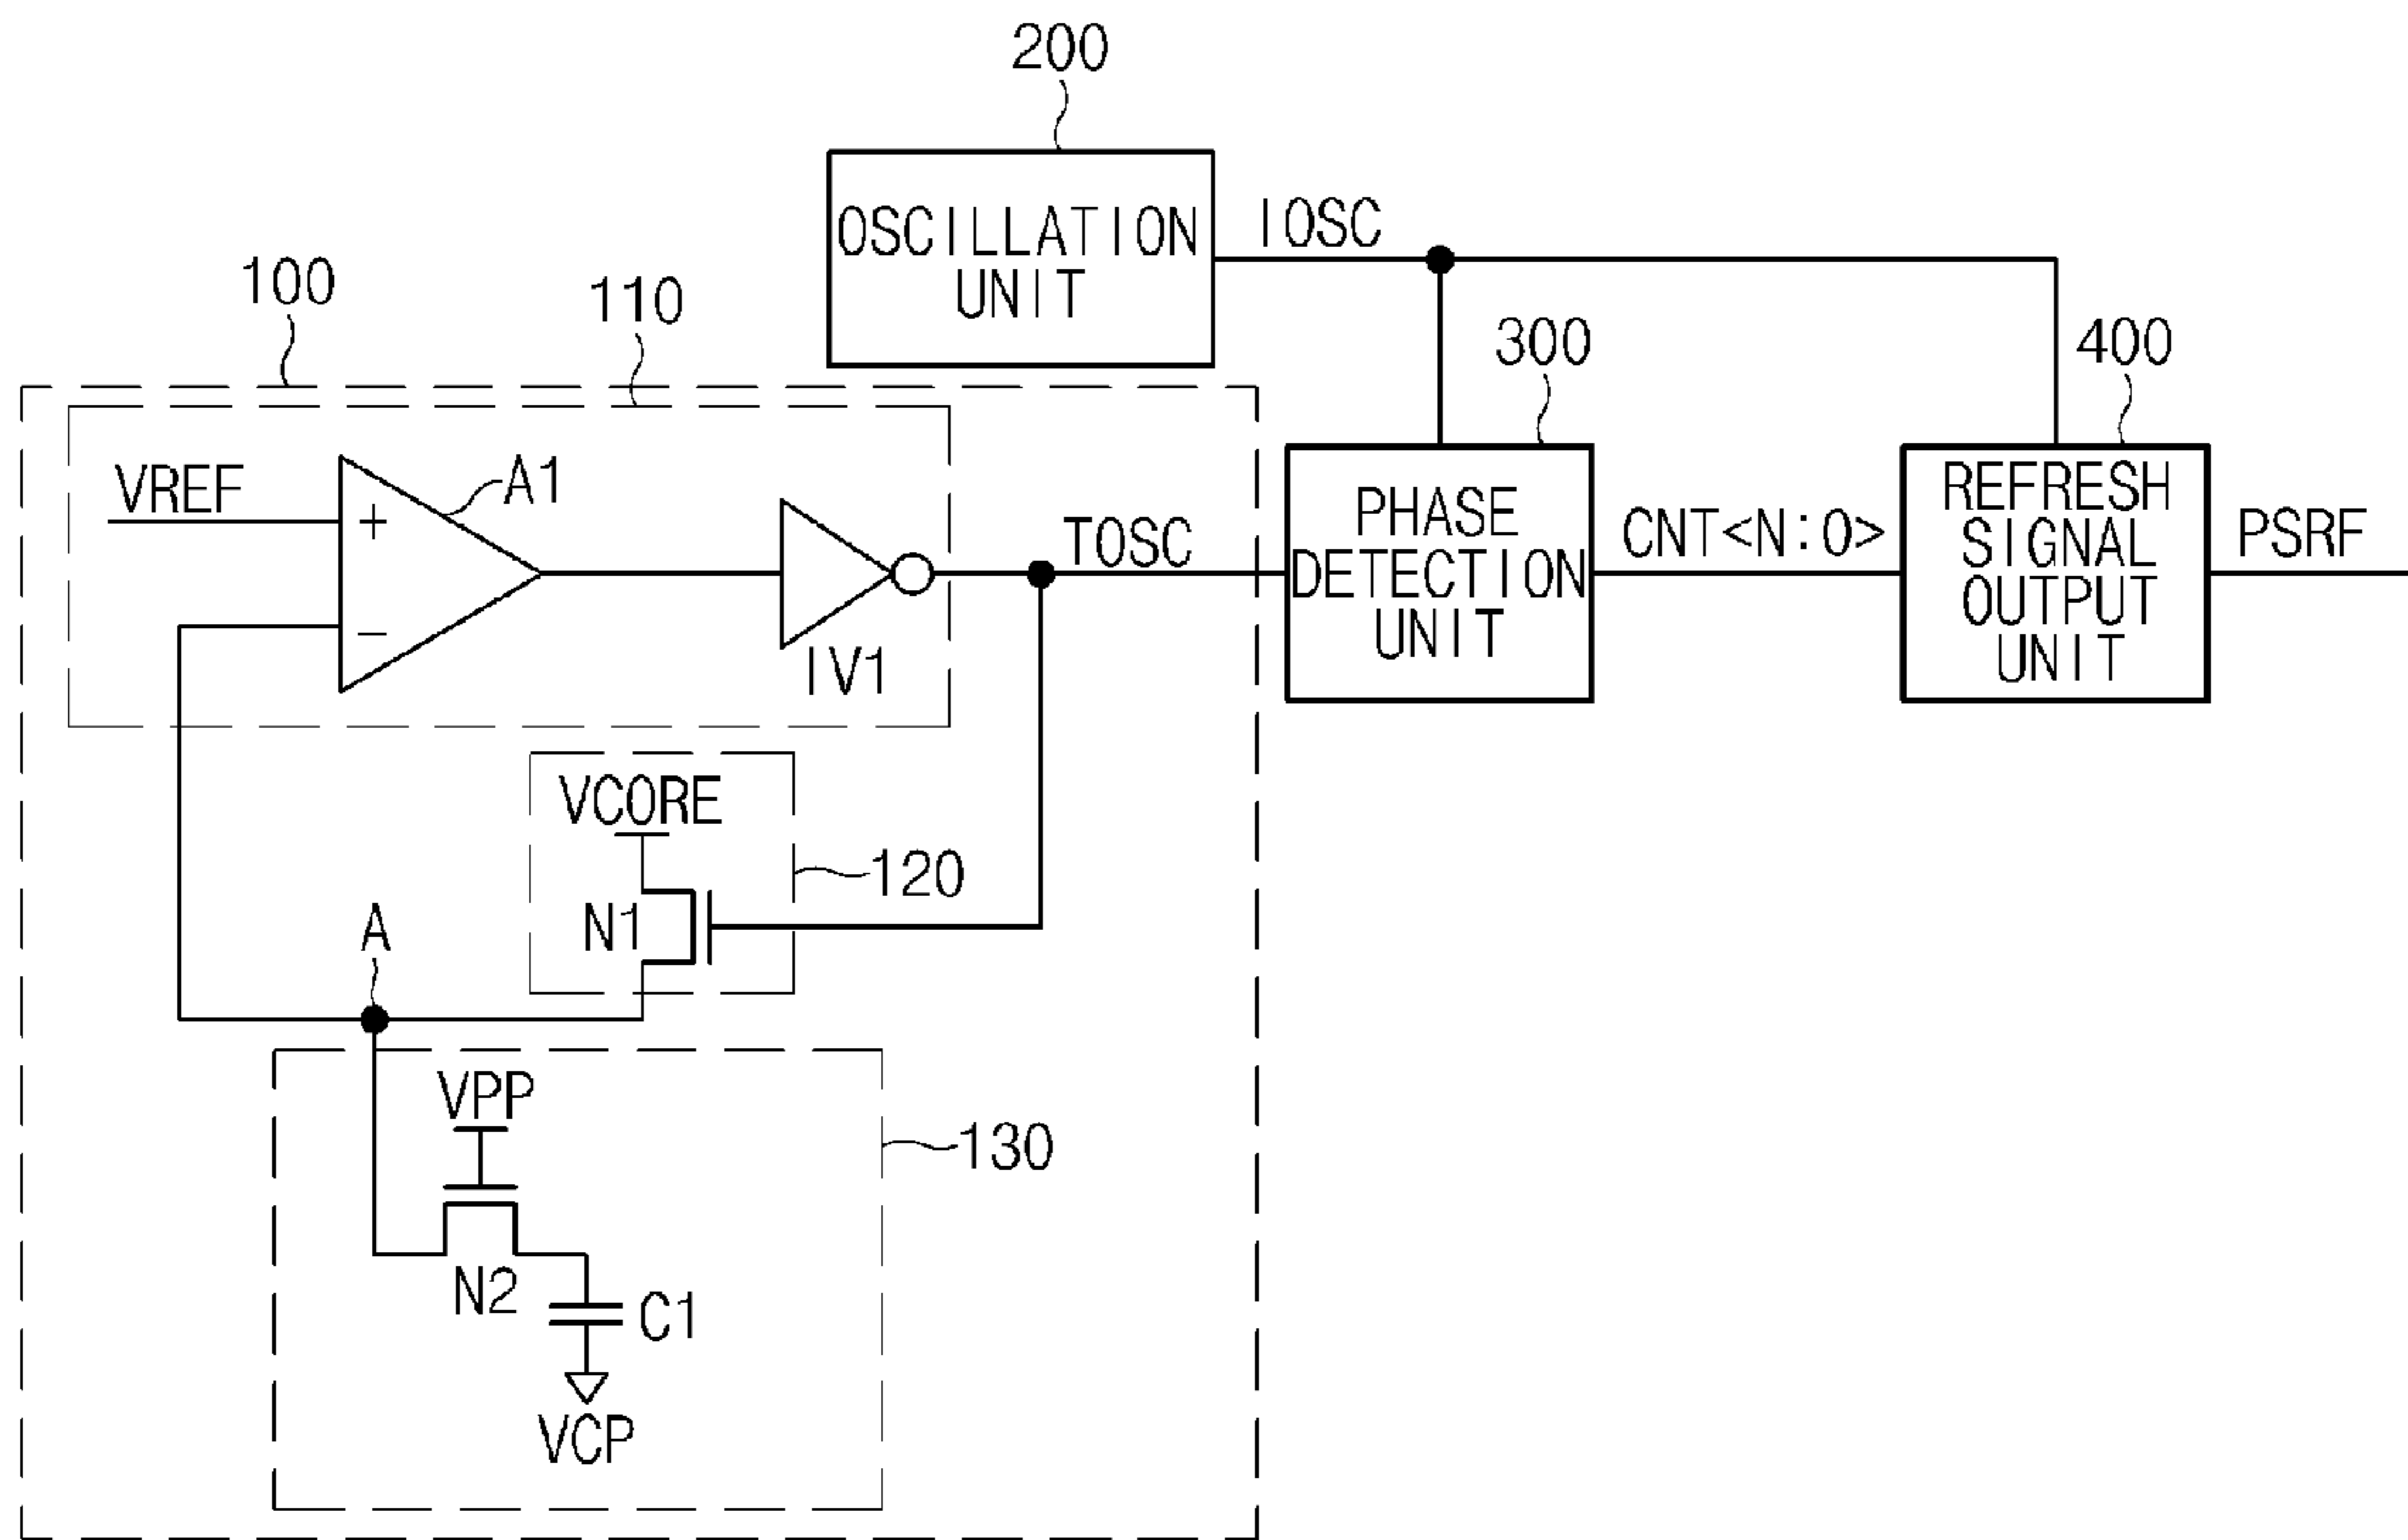 200
OSCILLATION
UNIT
IOSC
100
110
300
400
VREF
A1
+
−
IV1
TOSC
PHASE
DETECTION
UNIT
CNT<N:0>
REFRESH
SIGNAL
OUTPUT
UNIT
PSRF
VCORE
N1
120
A
VPP
130
N2
C1
VCP